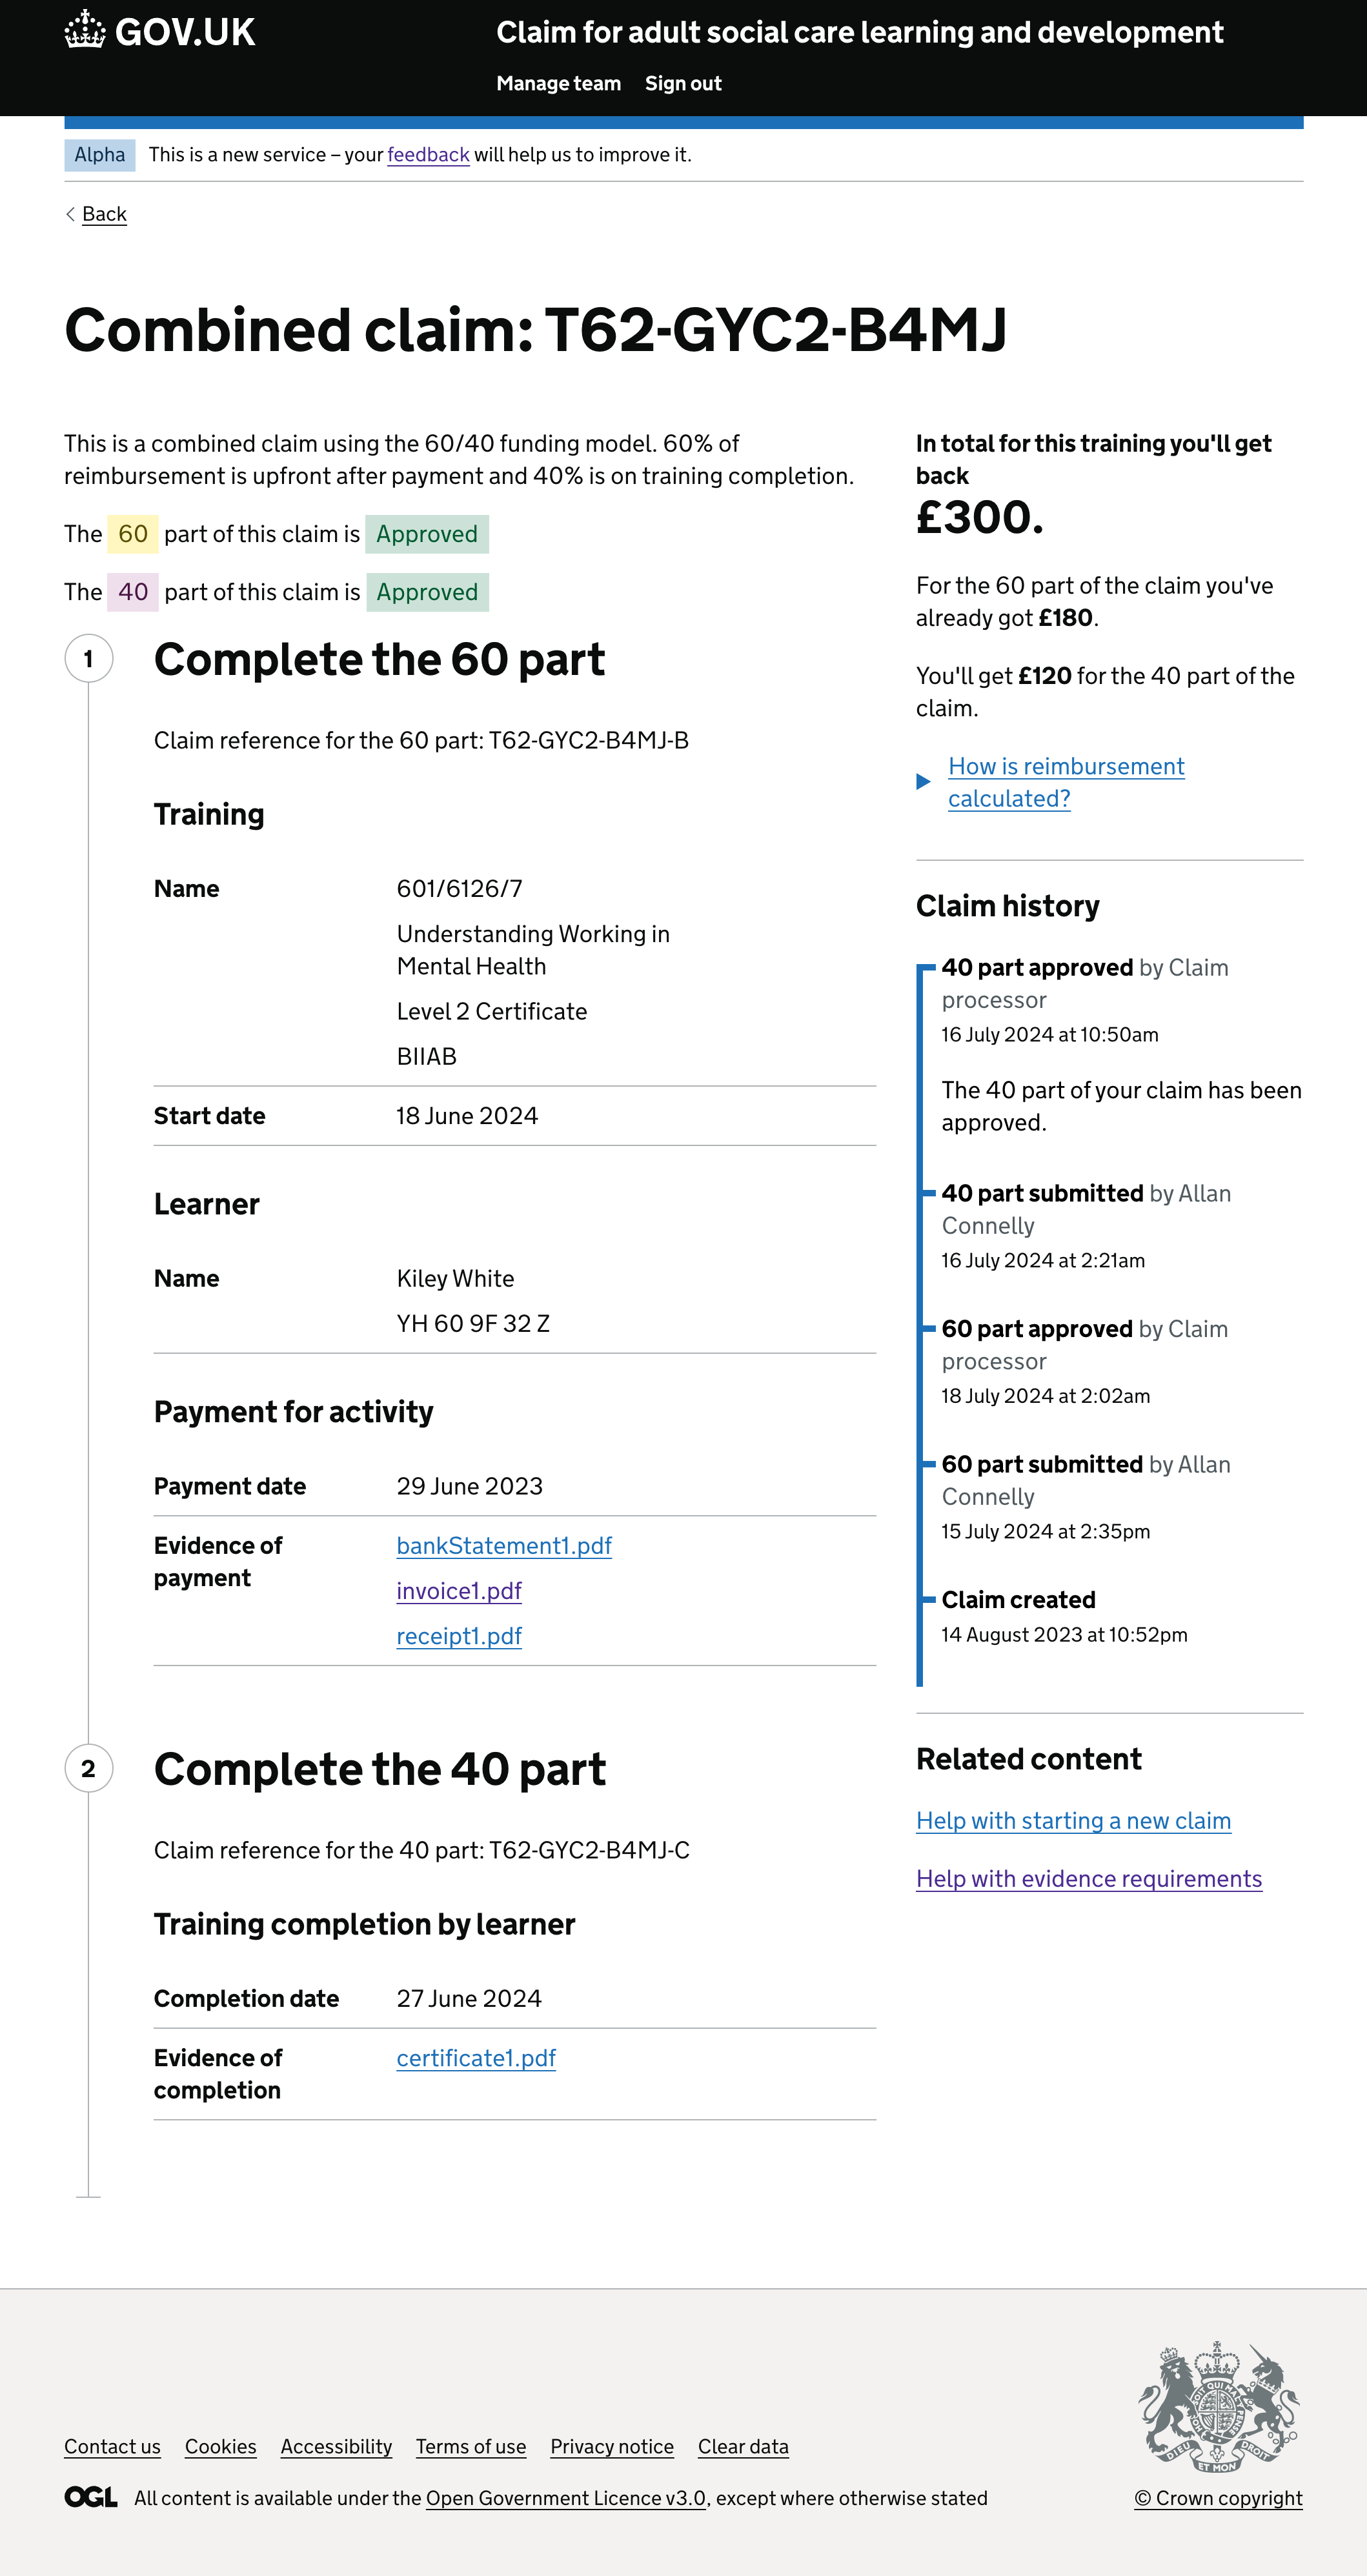 GOV.UK
Claim for adult social care learning and development
Manage team Sign out
Alpha This is a new service – your feedback will help us to improve it.
Back
Combined claim: T62-GYC2-B4MJ
This is a combined claim using the 60/40 funding model. 60% of
reimbursement is upfront after payment and 40% is on training completion.
The 60 part of this claim is Approved
The 40 part of this claim is Approved
1 Complete the 60 part
Claim reference for the 60 part: T62-GYC2-B4MJ-B
Training
Name 601/6126/7
Understanding Working in
Mental Health
Level 2 Certificate
BIIAB
Start date 18 June 2024
Learner
Name Kiley White
YH 60 9F 32 Z
Payment for activity
Payment date 29 June 2023
Evidence of
payment
bankStatement1.pdf
invoice1.pdf
receipt1.pdf
2 Complete the 40 part
Claim reference for the 40 part: T62-GYC2-B4MJ-C
Training completion by learner
Completion date 27 June 2024
Evidence of
completion
certificate1.pdf
In total for this training you'll get
back
£300.
For the 60 part of the claim you've
already got £180.
You'll get £120 for the 40 part of the
claim.
How is reimbursement
calculated?
Claim history
40 part approved by Claim
processor
16 July 2024 at 10:50am
The 40 part of your claim has been
approved.
40 part submitted by Allan
Connelly
16 July 2024 at 2:21am
60 part approved by Claim
processor
18 July 2024 at 2:02am
60 part submitted by Allan
Connelly
15 July 2024 at 2:35pm
Claim created
14 August 2023 at 10:52pm
Related content
Help with starting a new claim
Help with evidence requirements
Contact us Cookies Accessibility Terms of use Privacy notice Clear data
OGL All content is available under the Open Government Licence v3.0, except where otherwise stated
DIEU ET MON DROIT
© Crown copyright